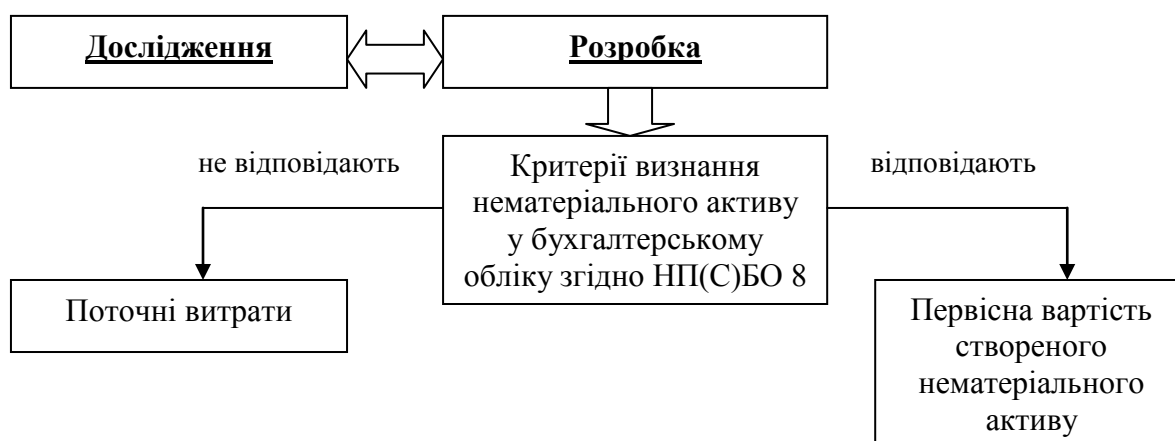 Дослідження
Розробка
не відповідають
Критерії визнання
нематеріального активу
у бухгалтерському
обліку згідно НП(С)БО 8
відповідають
Поточні витрати
Первісна вартість
створеного
нематеріального
активу